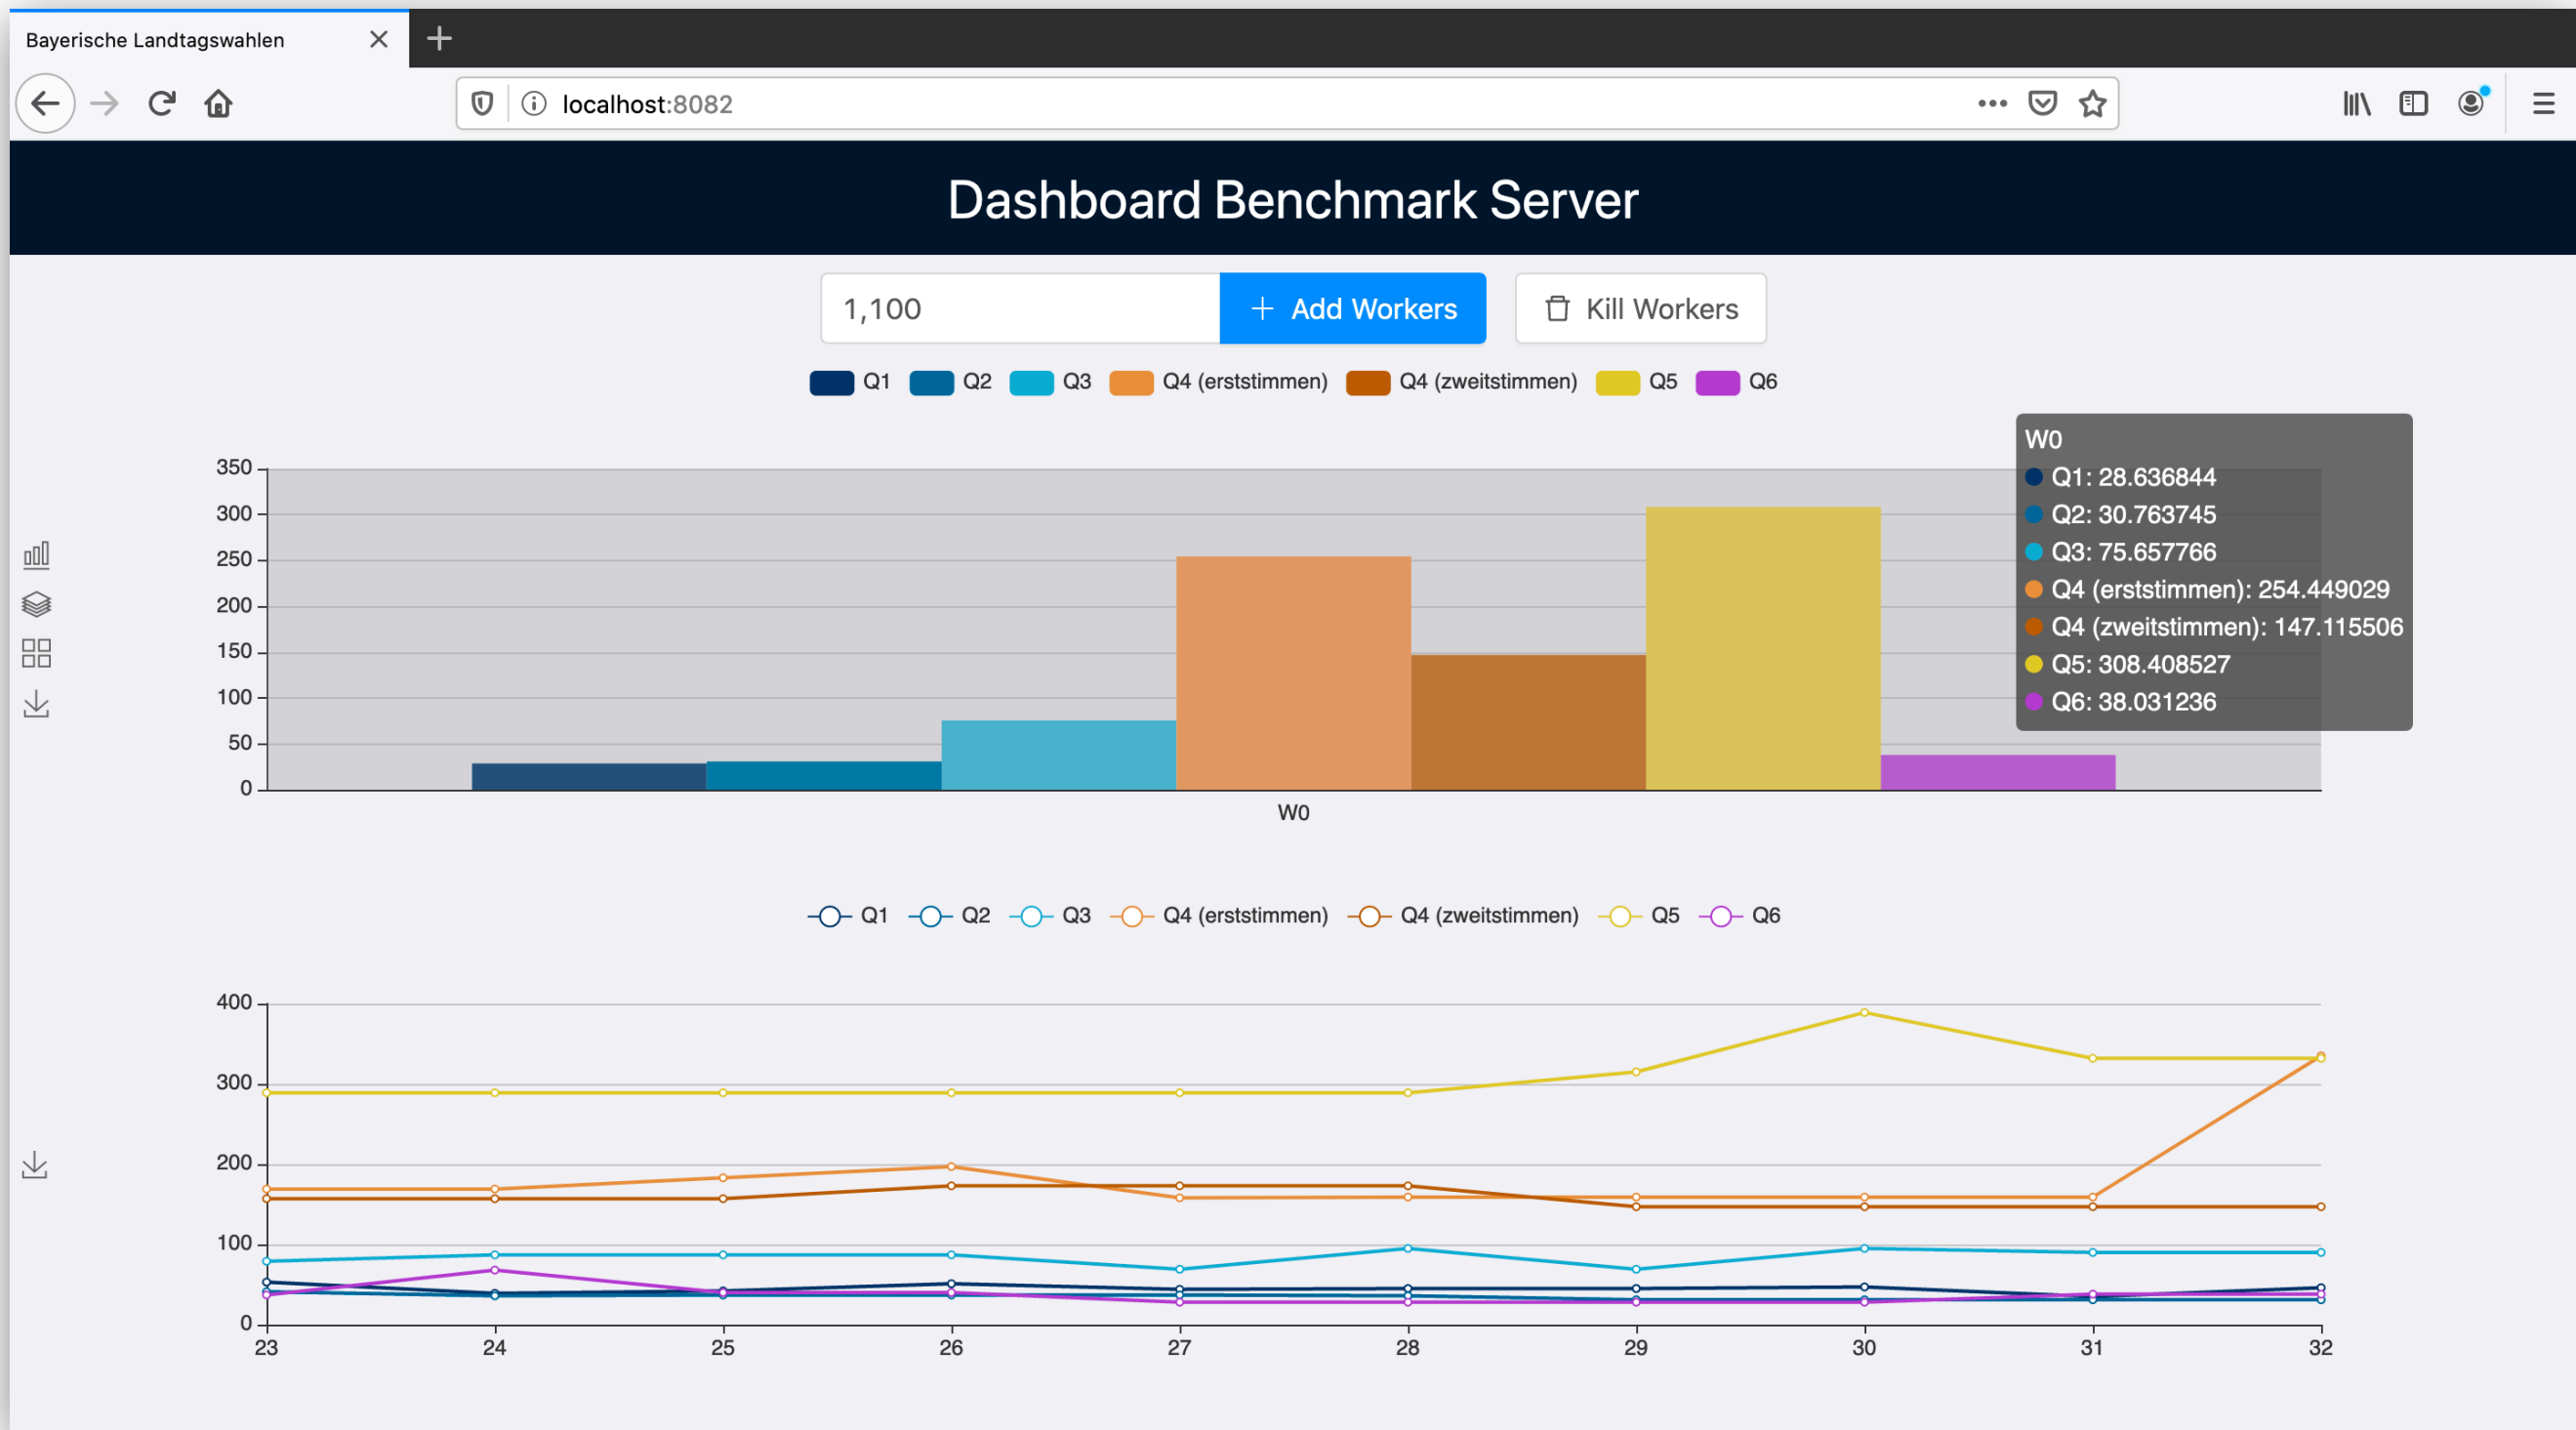 Bayerische Landtagswahlen
localhost:8082
Dashboard Benchmark Server
1,100
Add Workers
Kill Workers
Q1 Q2 Q3 Q4 (erststimmen) Q4 (zweitstimmen) Q5 Q6
350
300
250
200
150
100
50
0
W0
W0
Q1: 28.636844
Q2: 30.763745
Q3: 75.657766
Q4 (erststimmen): 254.449029
Q4 (zweitstimmen): 147.115506
Q5: 308.408527
Q6: 38.031236
Q1 Q2 Q3 Q4 (erststimmen) Q4 (zweitstimmen) Q5 Q6
400
300
200
100
0
23 24 25 26 27 28 29 30 31 32